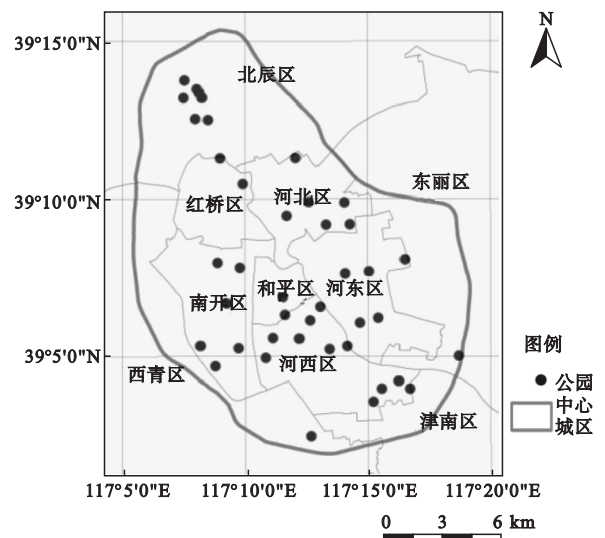 N
39°15'0"N
北辰区
东丽区
39°10'0"N
红桥区
河北区
和平区
河东区
南开区
图例
39°5'0"N
河西区
西青区
公园
中心
城区
津南区
117°5'0"E
117°10'0"E
117°15'0"E
117°20'0"E
0 3 6 km